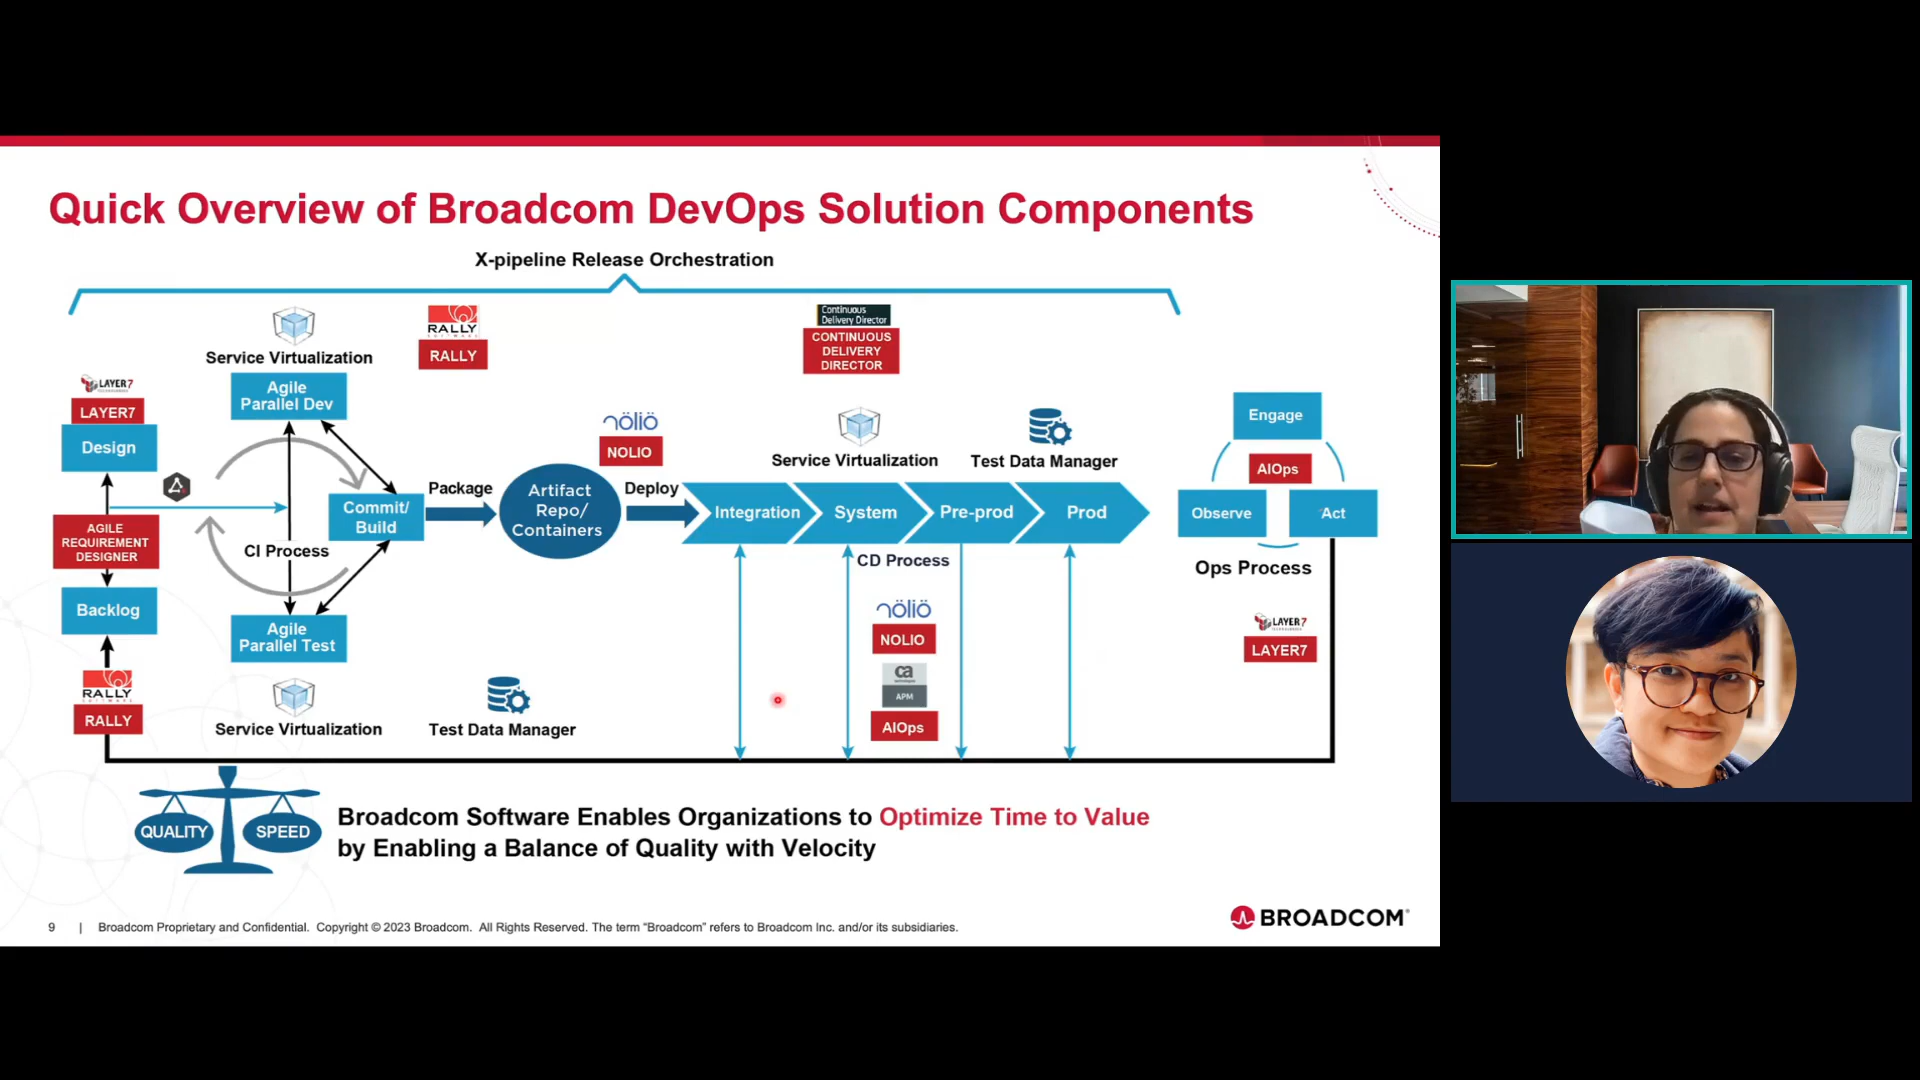 Quick Overview of Broadcom DevOps Solution Components
X-pipeline Release Orchestration
Service Virtualization
RALLY
RALLY
Continuous
Delivery Director
CONTINUOUS
DELIVERY
DIRECTOR
LAYER7
LAYER7
Design
Agile
Parallel Dev
AGILE
REQUIREMENT
DESIGNER
Backlog
RALLY
RALLY
CI Process
Commit/
Build
Agile
Parallel Test
Service Virtualization
Test Data Manager
Package
Artifact
Repo/
Containers
nölio
NOLIO
Deploy
Service Virtualization
Test Data Manager
Integration
System
Pre-prod
Prod
CD Process
nölio
NOLIO
ca
APM
AIOps
Engage
AIOps
Observe
Act
Ops Process
LAYER7
LAYER7
QUALITY
SPEED
Broadcom Software Enables Organizations to Optimize Time to Value
by Enabling a Balance of Quality with Velocity
9 | Broadcom Proprietary and Confidential. Copyright © 2023 Broadcom. All Rights Reserved. The term “Broadcom” refers to Broadcom Inc. and/or its subsidiaries.
BROADCOM